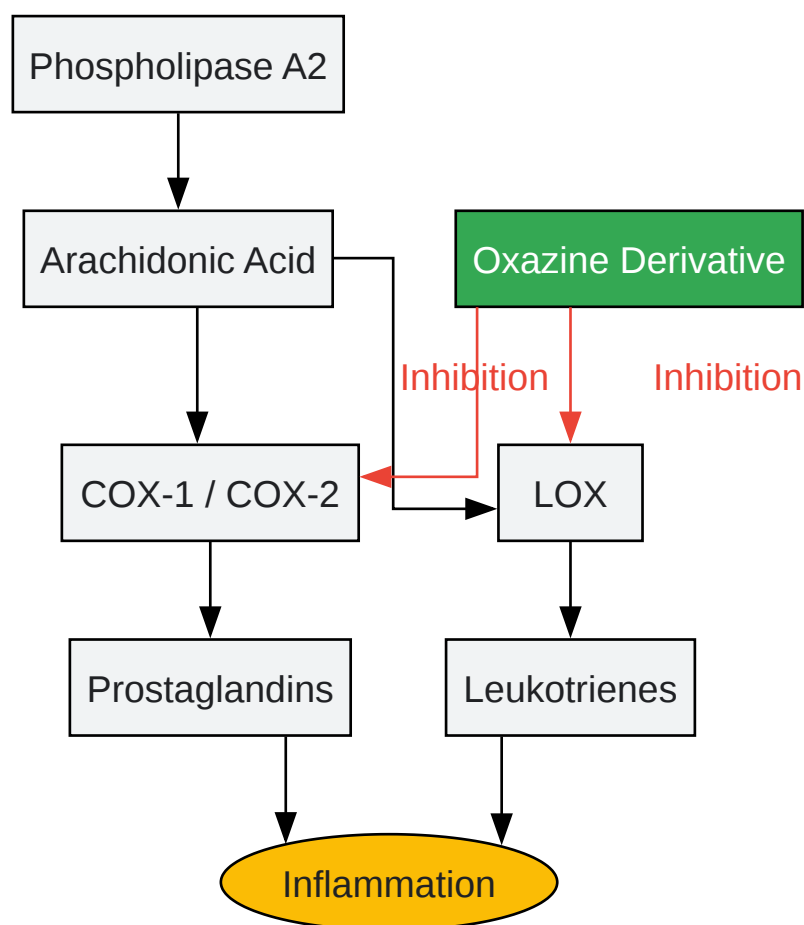 Phospholipase A2
Arachidonic Acid
Oxazine Derivative
Inhibition
Inhibition
COX-1 / COX-2
LOX
Prostaglandins
Leukotrienes
Inflammation